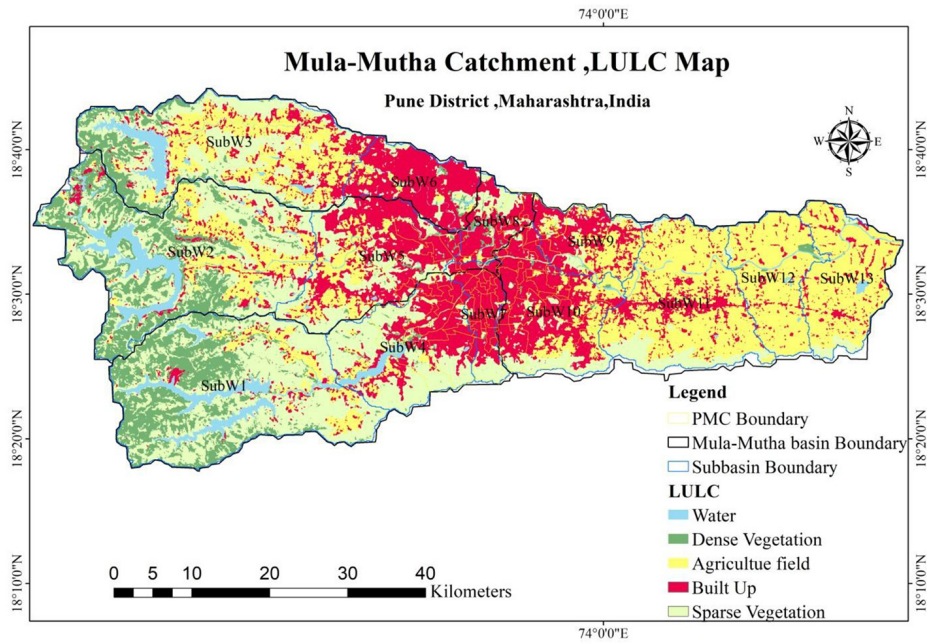 74°0'0"E
Mula-Mutha Catchment ,LULC Map
Pune District ,Maharashtra,India
N
W E
S
18°40'0"N
18°40'0"N
SubW3
SubW6
SubW8
SubW9
SubW2
SubW5
SubW12
SubW13
18°30'0"N
18°30'0"N
SubW11
SubW10
SubW4
SubW1
Legend
PMC Boundary
Mula-Mutha basin Boundary
Subbasin Boundary
18°20'0"N
18°20'0"N
LULC
Water
Dense Vegetation
Agricultue field
Built Up
Sparse Vegetation
0 5 10 20 30 40
Kilometers
18°10'0"N
18°10'0"N
74°0'0"E